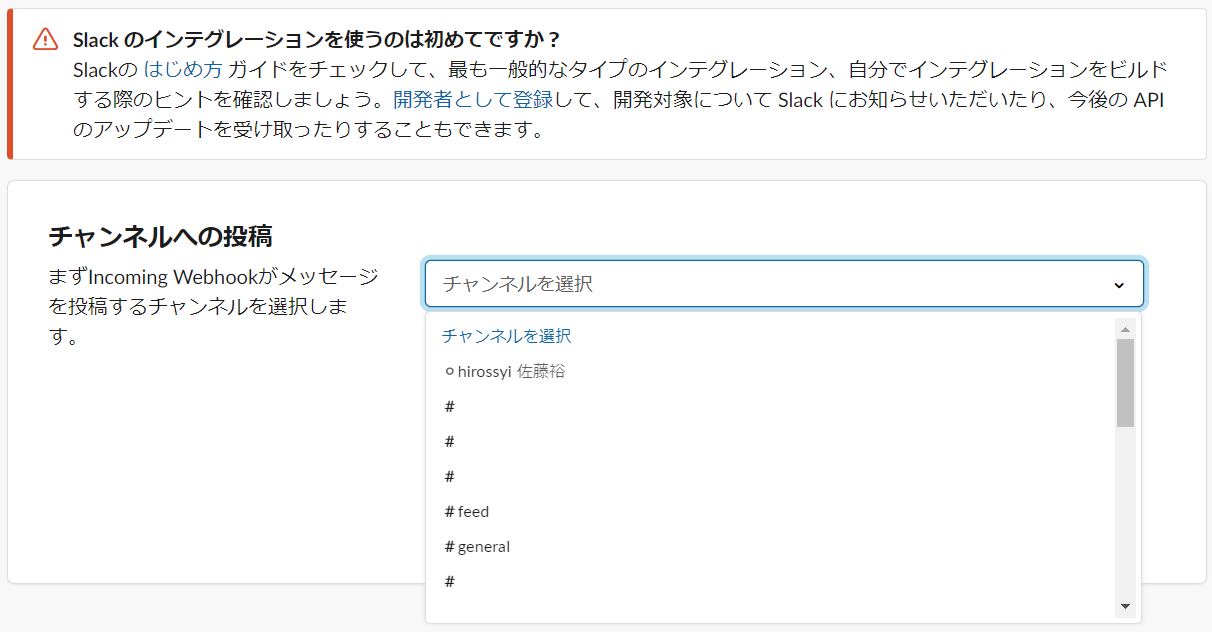 Slack のインテグレーションを使うのは初めてですか？
Slackの はじめ方 ガイドをチェックして、最も一般的なタイプのインテグレーション、自分でインテグレーションをビルド
する際のヒントを確認しましょう。開発者として登録して、開発対象について Slack にお知らせいただいたり、今後の API
のアップデートを受け取ったりすることもできます。
チャンネルへの投稿
まずIncoming Webhookがメッセージ
を投稿するチャンネルを選択しま
す。
チャンネルを選択
チャンネルを選択
hirossyi 佐藤裕
#
#
#
# feed
# general
#